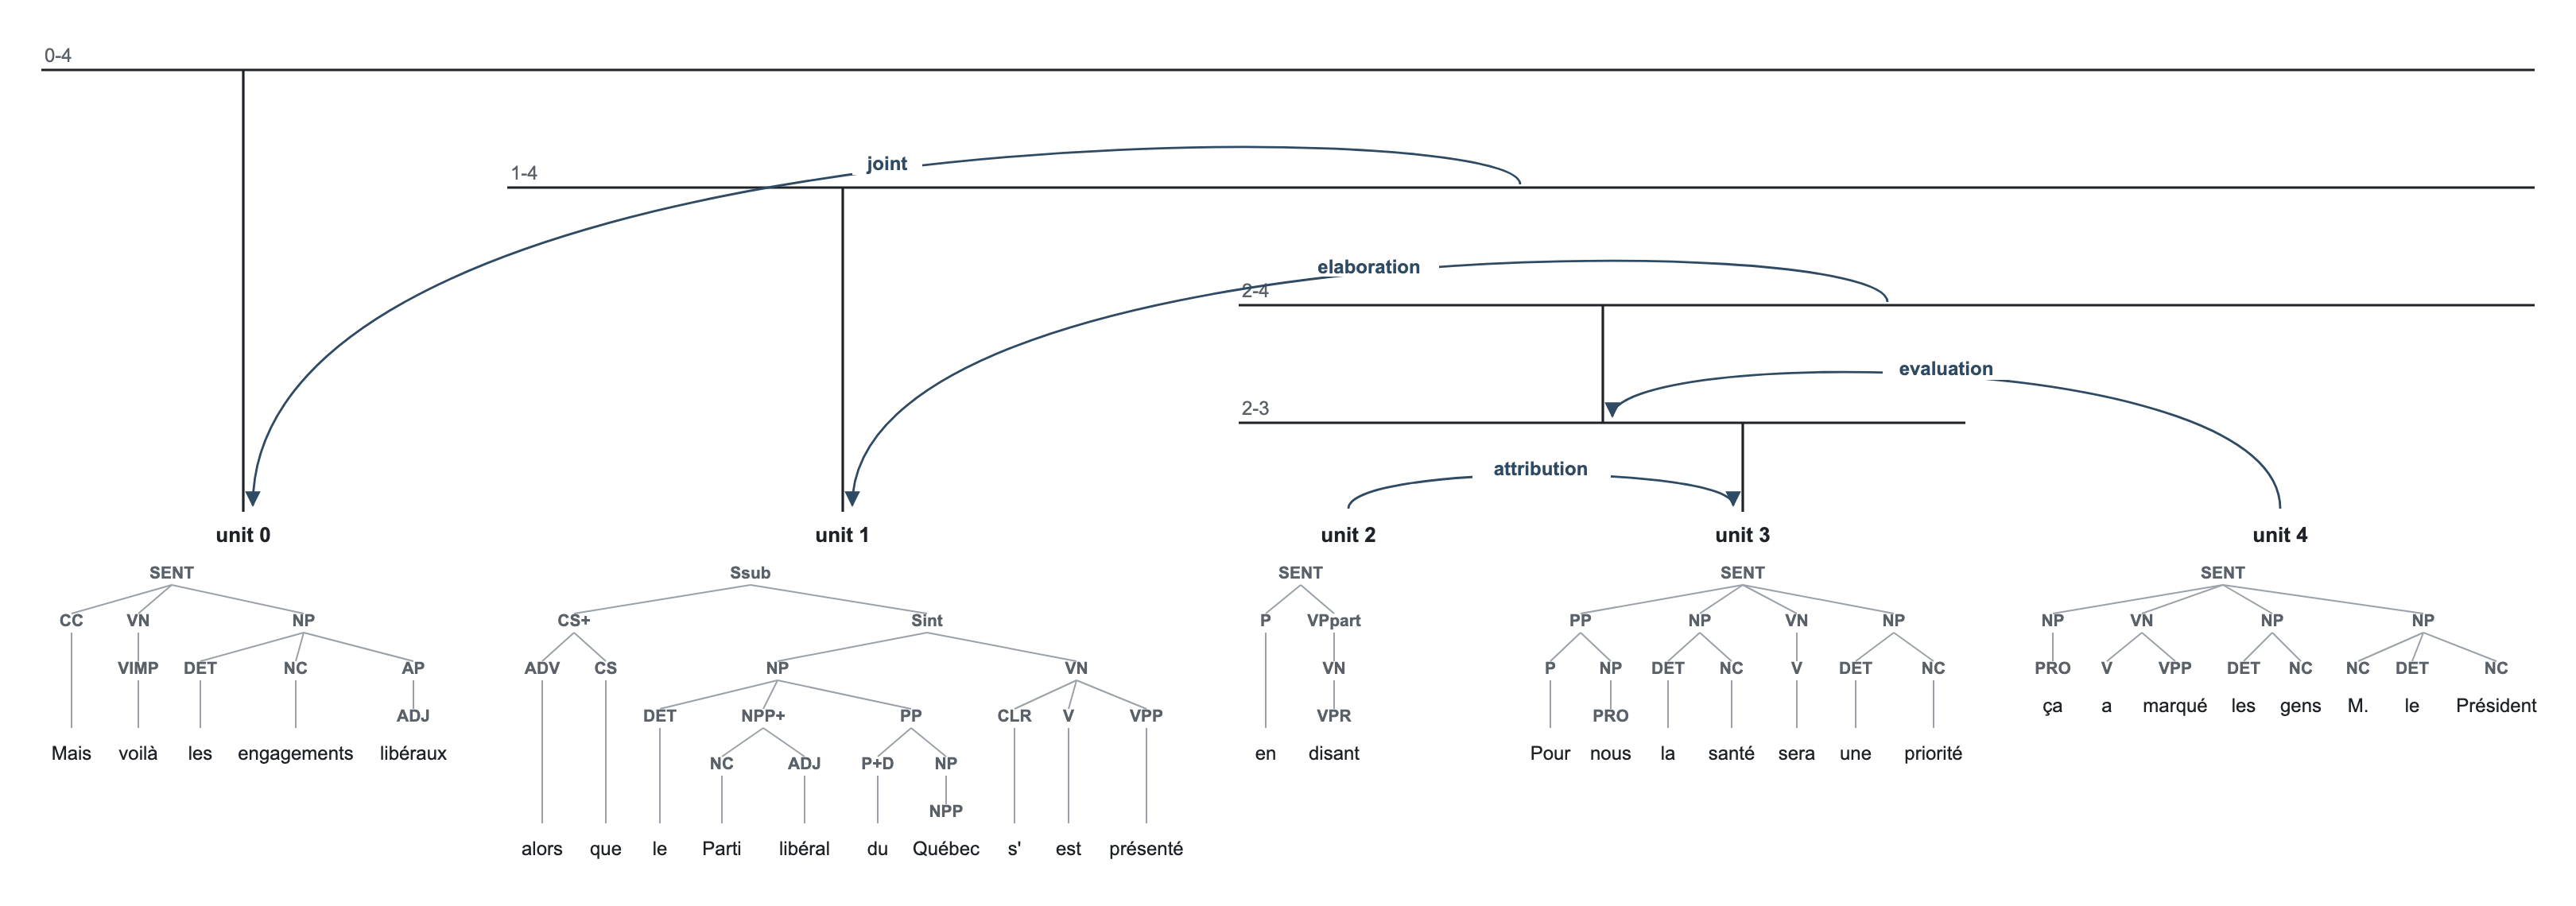 0-4
joint
1-4
elaboration
2-4
evaluation
2-3
attribution
unit 0 unit 1 unit 2 unit 3 unit 4
SENT Ssub SENT SENT SENT
CC VN NP CS+ Sint P VPpart PP NP VN NP NP VN NP NP
VIMP DET NC AP ADV CS NP VN VN P NP DET NC V DET NC PRO V VPP DET NC NC DET NC
ça a marqué les gens M. le Président
ADJ DET NPP+ PP CLR V VPP VPR PRO
Mais voilà les engagements libéraux en disant Pour nous la santé sera une priorité
NC ADJ P+D NP
NPP
alors que le Parti libéral du Québec s' est présenté